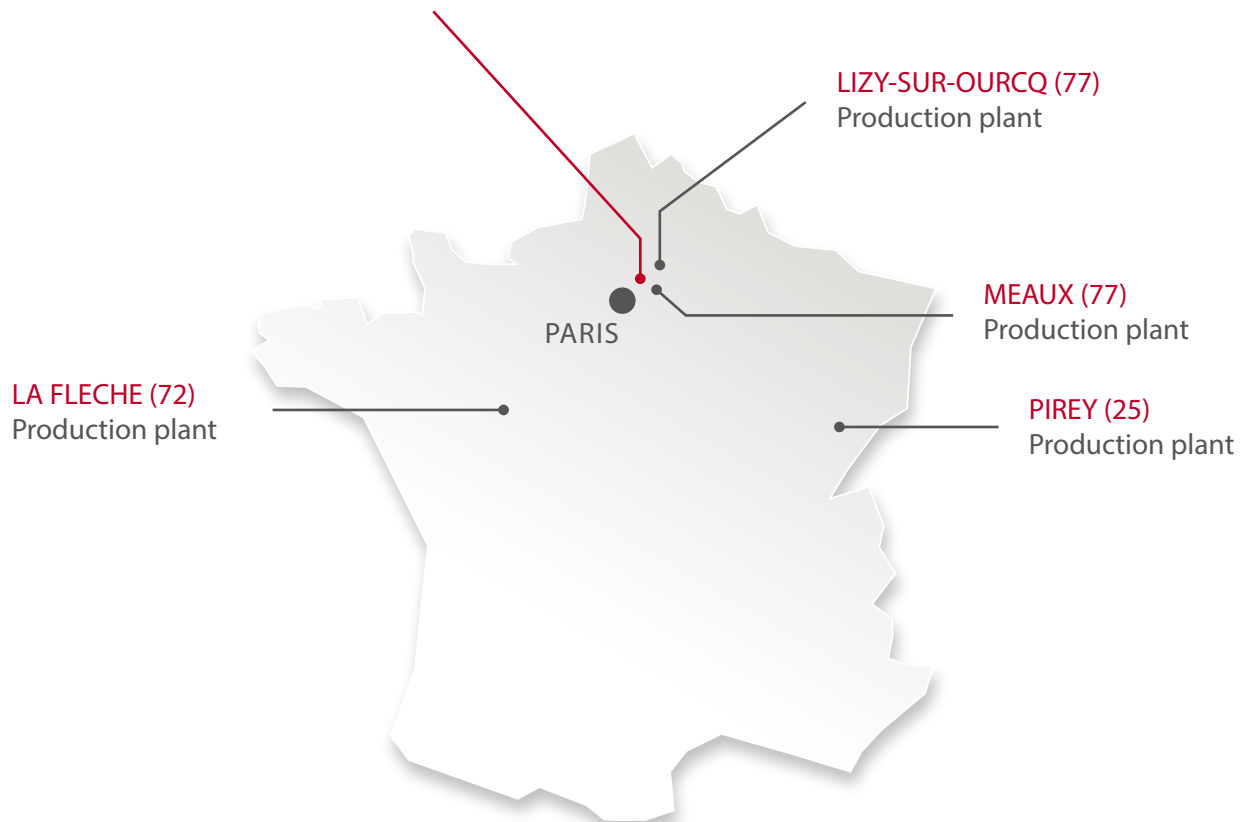 LIZY-SUR-OURCQ (77)
Production plant
MEAUX (77)
Production plant
PARIS
LA FLECHE (72)
Production plant
PIREY (25)
Production plant